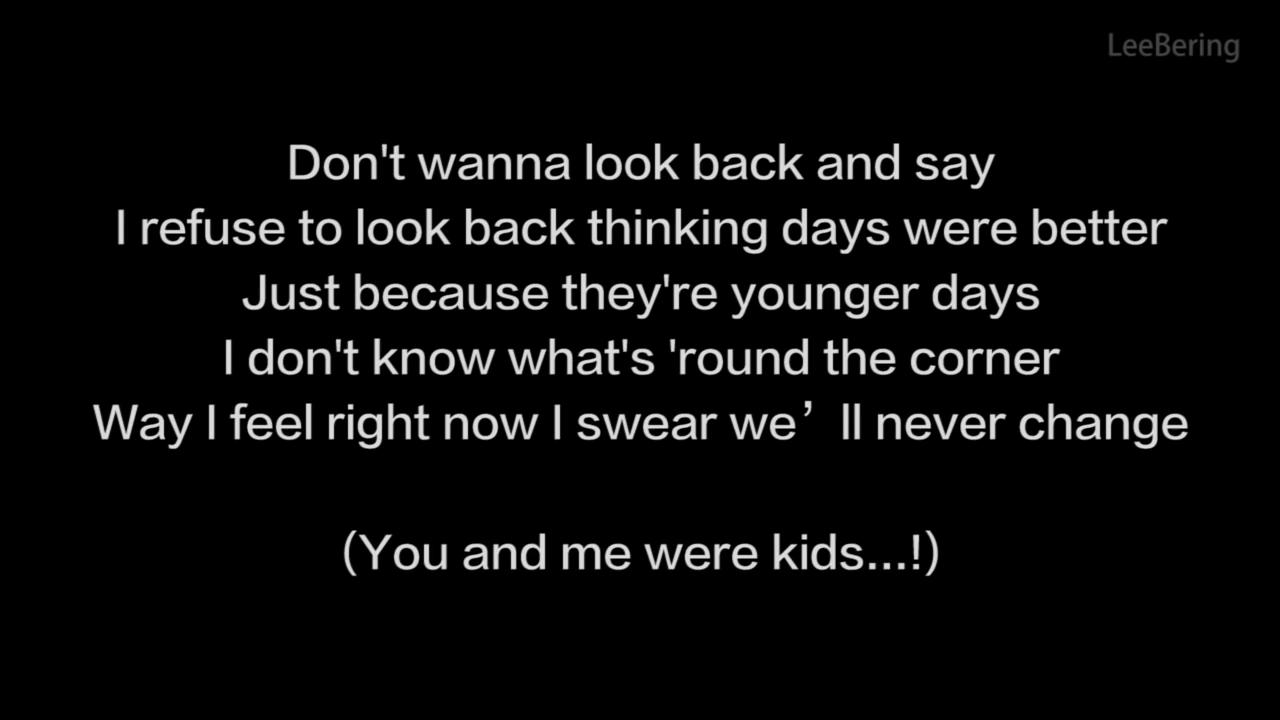 LeeBering
Don't wanna look back and say
I refuse to look back thinking days were better
Just because they're younger days
I don't know what's 'round the corner
Way I feel right now I swear we’ll never change
(You and me were kids...!)